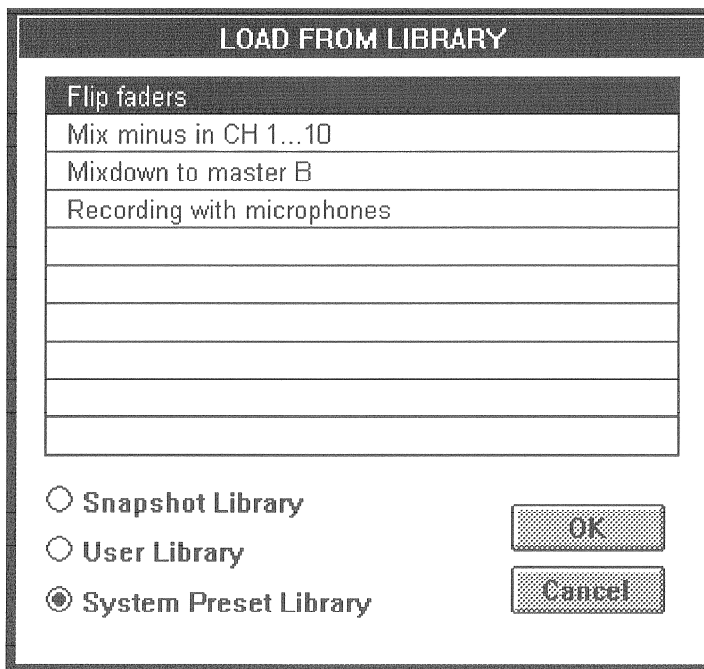 LOAD FROM LIBRARY
Flip faders
Mix minus in CH 1...10
Mixdown to master B
Recording with microphones
Snapshot Library
User Library
System Preset Library
OK
Cancel